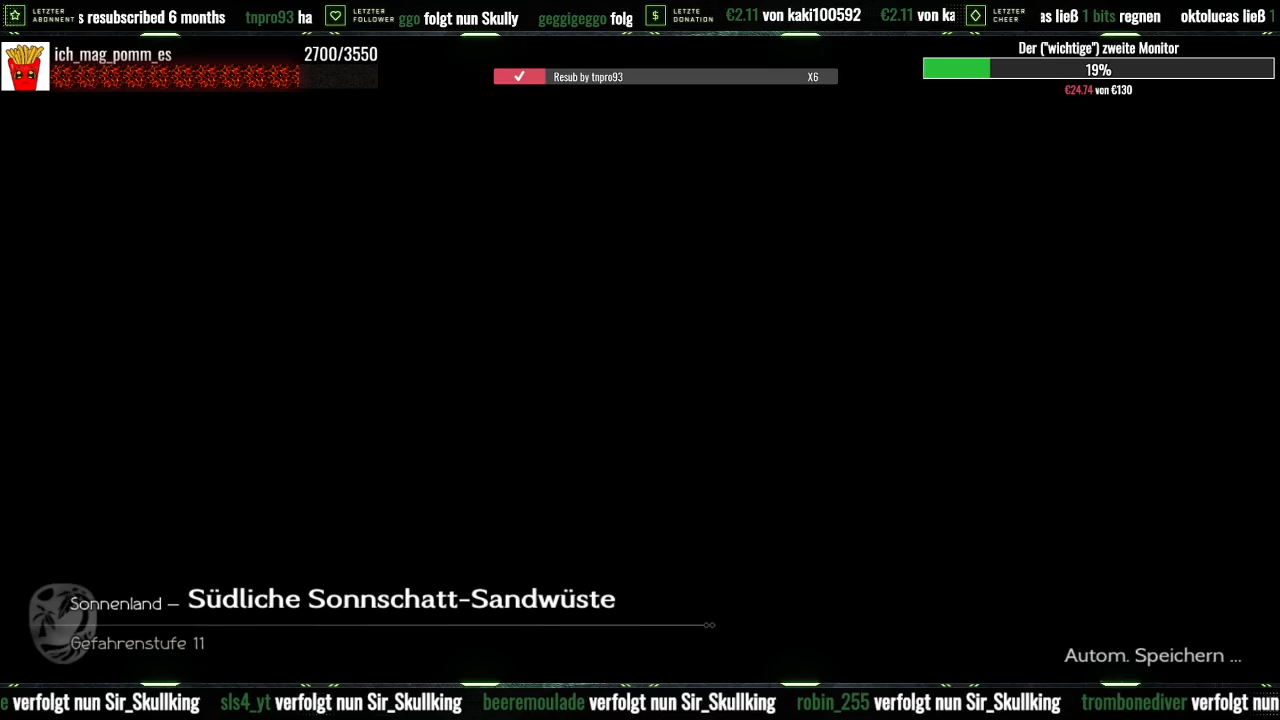 LETZTER ABONNENT
s resubscribed 6 months tnpro93 ha
LETZTER FOLLOWER
ggo folgt nun Skully geggigeggo folg
$ LETZTE DONATION
€2.11 von kaki100592 €2.11 von ka
LETZTER CHEER
as ließ 1 bits regnen oktolucas ließ 1
ich_mag_pomm_es 2700/3550
Resub by tnpro93 X6
Der ("wichtige") zweite Monitor
19%
€24.74 von €130
Sonnenland – Südliche Sonnschatt-Sandwüste
Gefahrenstufe 11
Autom. Speichern ...
e verfolgt nun Sir_Skullking sls4_yt verfolgt nun Sir_Skullking beeremoulade verfolgt nun Sir_Skullking robin_255 verfolgt nun Sir_Skullking trombonediver verfolgt nun